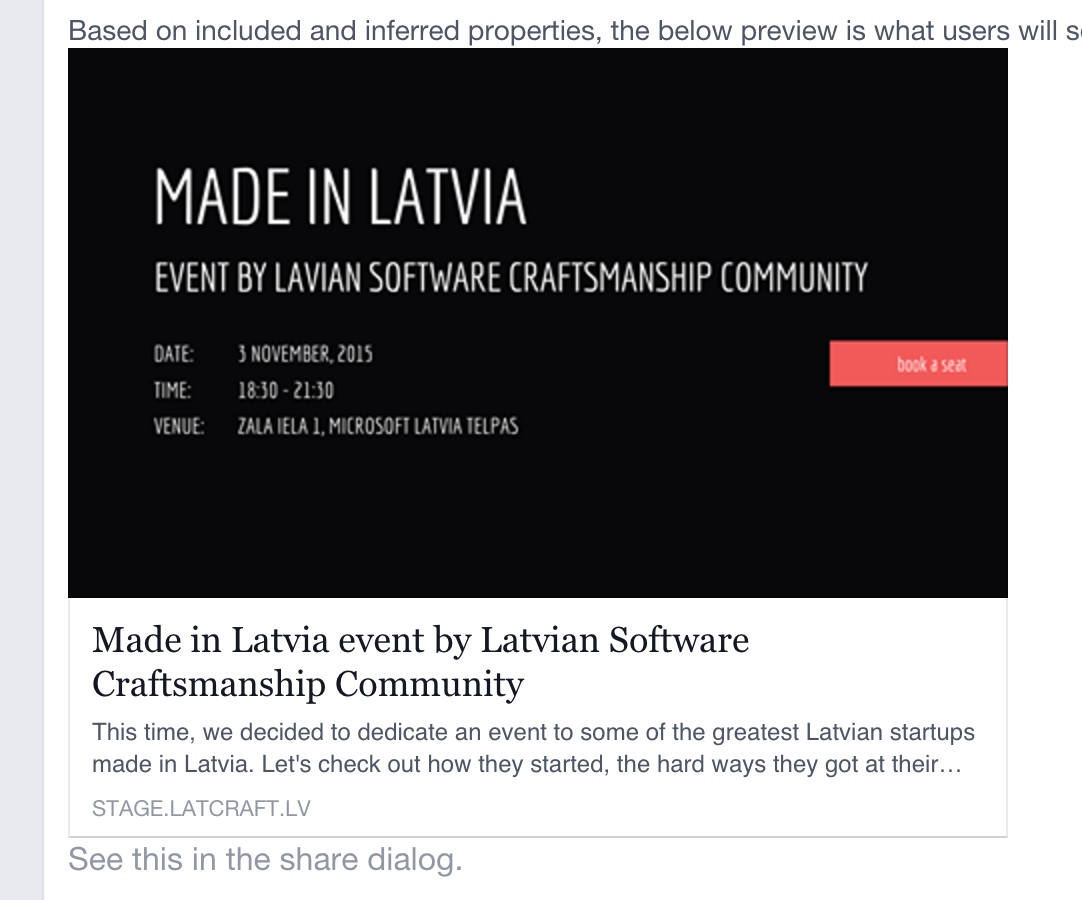 Based on included and inferred properties, the below preview is what users will s
MADE IN LATVIA
EVENT BY LAVIAN SOFTWARE CRAFTSMANSHIP COMMUNITY
DATE: 3 NOVEMBER, 2015
TIME: 18:30 - 21:30
book a seat
VENUE: ZALA IELA 1, MICROSOFT LATVIA TELPAS
Made in Latvia event by Latvian Software
Craftsmanship Community
This time, we decided to dedicate an event to some of the greatest Latvian startups
made in Latvia. Let's check out how they started, the hard ways they got at their...
STAGE.LATCRAFT.LV
See this in the share dialog.